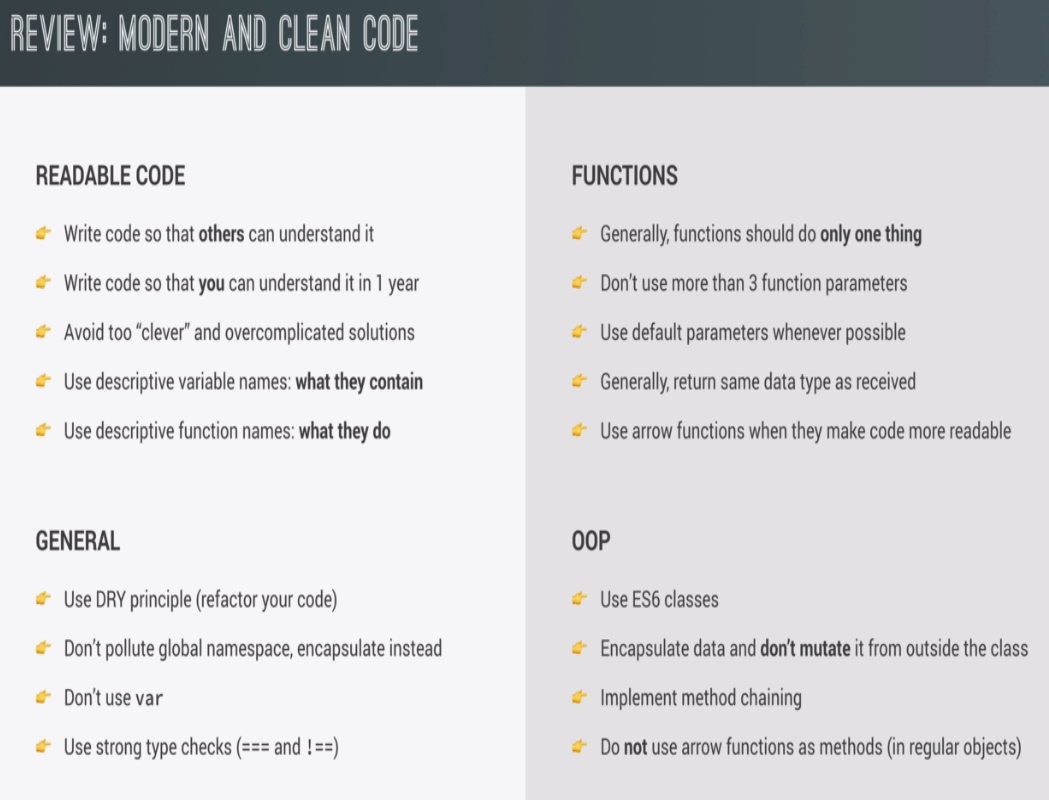 REVIEW: MODERN AND CLEAN CODE
READABLE CODE
👉 Write code so that others can understand it
👉 Write code so that you can understand it in 1 year
👉 Avoid too “clever” and overcomplicated solutions
👉 Use descriptive variable names: what they contain
👉 Use descriptive function names: what they do
GENERAL
👉 Use DRY principle (refactor your code)
👉 Don’t pollute global namespace, encapsulate instead
👉 Don’t use var
👉 Use strong type checks (=== and !==)
FUNCTIONS
👉 Generally, functions should do only one thing
👉 Don’t use more than 3 function parameters
👉 Use default parameters whenever possible
👉 Generally, return same data type as received
👉 Use arrow functions when they make code more readable
OOP
👉 Use ES6 classes
👉 Encapsulate data and don’t mutate it from outside the class
👉 Implement method chaining
👉 Do not use arrow functions as methods (in regular objects)